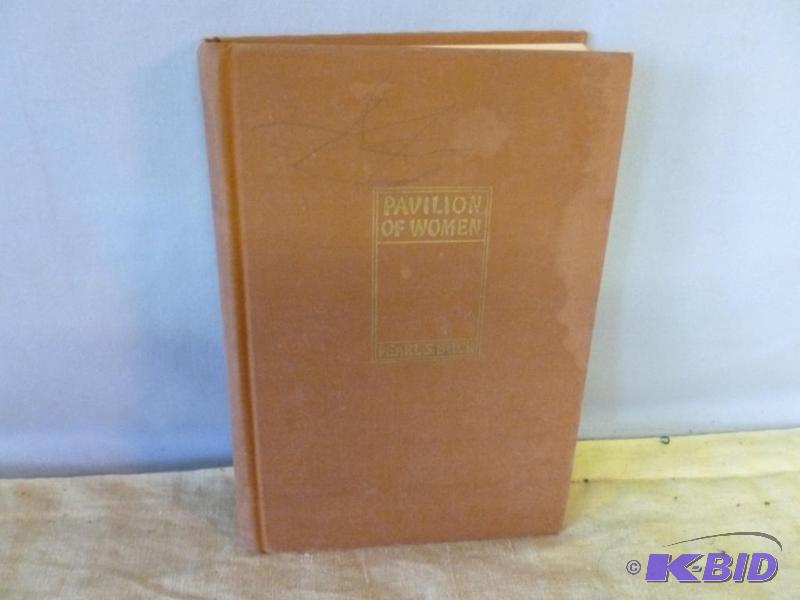 PAVILION
OF WOMEN
PEARL S. BUCK
© K-BID